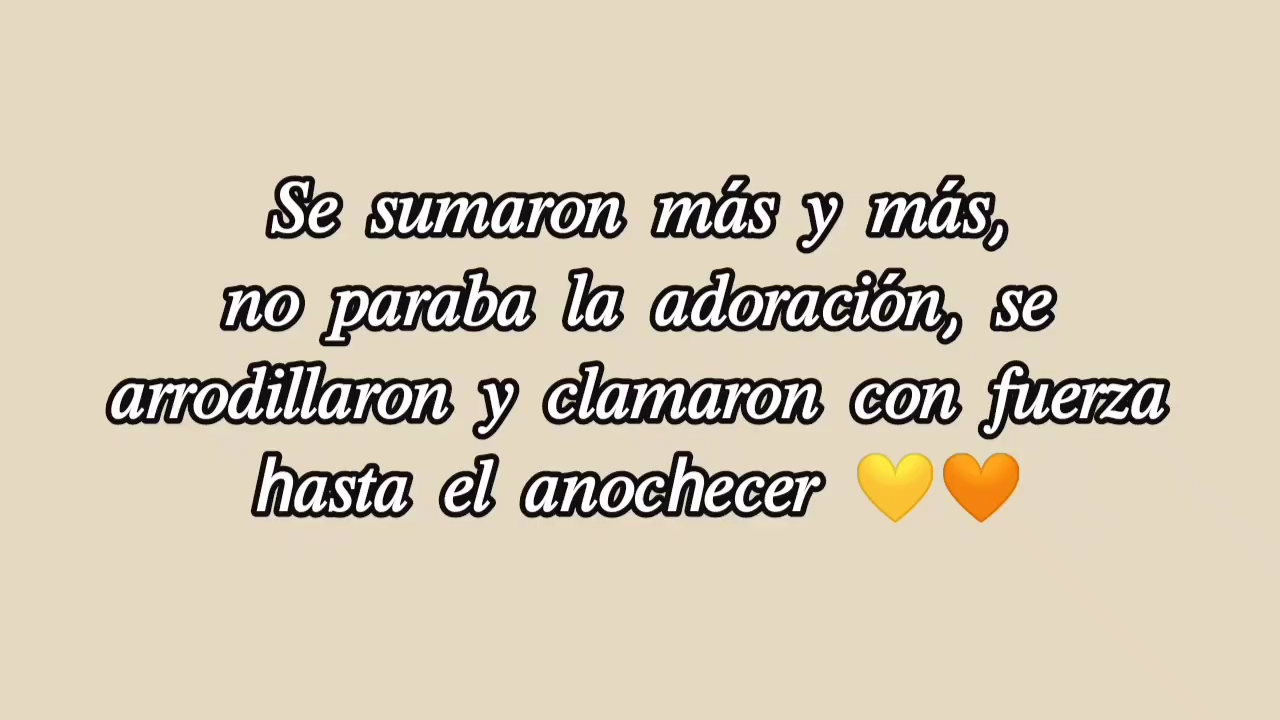 Se sumaron más y más,
no paraba la adoración, se
arrodillaron y clamaron con fuerza
hasta el anochecer 💛🧡